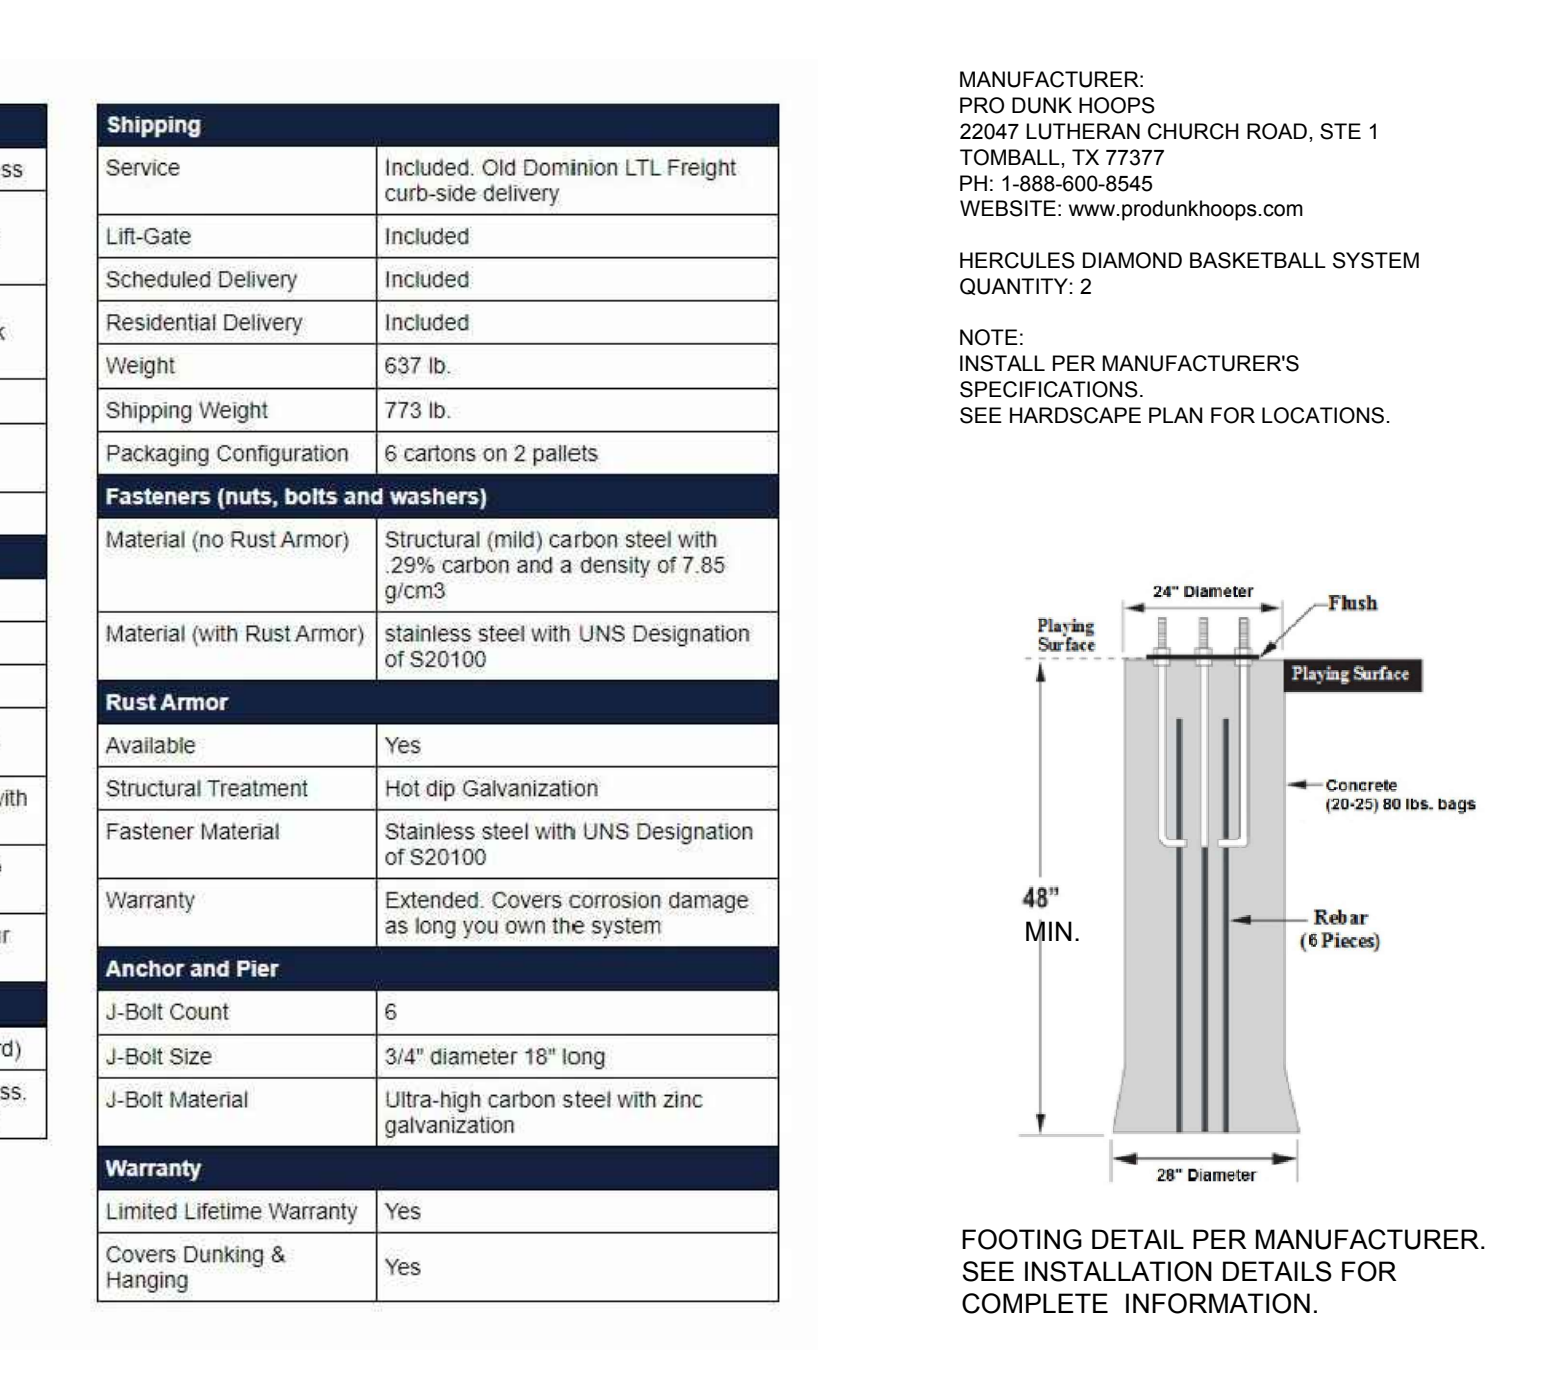 ss
k
ith
ur
rd)
ss.
Shipping
Service
Included. Old Dominion LTL Freight
curb-side delivery
Lift-Gate
Included
Scheduled Delivery
Included
Residential Delivery
Included
Weight
637 lb.
Shipping Weight
773 lb.
Packaging Configuration
6 cartons on 2 pallets
Fasteners (nuts, bolts and washers)
Material (no Rust Armor)
Structural (mild) carbon steel with
.29% carbon and a density of 7.85
g/cm3
Material (with Rust Armor)
stainless steel with UNS Designation
of S20100
Rust Armor
Available
Yes
Structural Treatment
Hot dip Galvanization
Fastener Material
Stainless steel with UNS Designation
of S20100
Warranty
Extended. Covers corrosion damage
as long you own the system
Anchor and Pier
J-Bolt Count
6
J-Bolt Size
3/4" diameter 18" long
J-Bolt Material
Ultra-high carbon steel with zinc
galvanization
Warranty
Limited Lifetime Warranty
Yes
Covers Dunking &
Hanging
Yes
MANUFACTURER:
PRO DUNK HOOPS
22047 LUTHERAN CHURCH ROAD, STE 1
TOMBALL, TX 77377
PH: 1-888-600-8545
WEBSITE: www.produnkhoops.com
HERCULES DIAMOND BASKETBALL SYSTEM
QUANTITY: 2
NOTE:
INSTALL PER MANUFACTURER'S
SPECIFICATIONS.
SEE HARDSCAPE PLAN FOR LOCATIONS.
24" Diameter
Flush
Playing
Surface
Playing Surface
Concrete
(20-25) 80 lbs. bags
48”
MIN.
Rebar
(6 Pieces)
28" Diameter
FOOTING DETAIL PER MANUFACTURER.
SEE INSTALLATION DETAILS FOR
COMPLETE INFORMATION.